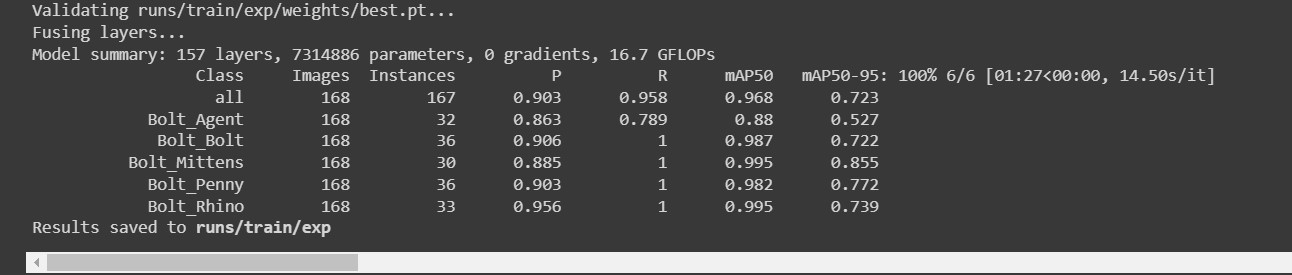 Validating runs/train/exp/weights/best.pt...
Fusing layers...
Model summary: 157 layers, 7314886 parameters, 0 gradients, 16.7 GFLOPs
Class Images Instances P R mAP50 mAP50-95: 100% 6/6 [01:27<00:00, 14.50s/it]
all 168 167 0.903 0.958 0.968 0.723
Bolt_Agent 168 32 0.863 0.789 0.88 0.527
Bolt_Bolt 168 36 0.906 1 0.987 0.722
Bolt_Mittens 168 30 0.885 1 0.995 0.855
Bolt_Penny 168 36 0.903 1 0.982 0.772
Bolt_Rhino 168 33 0.956 1 0.995 0.739
Results saved to runs/train/exp